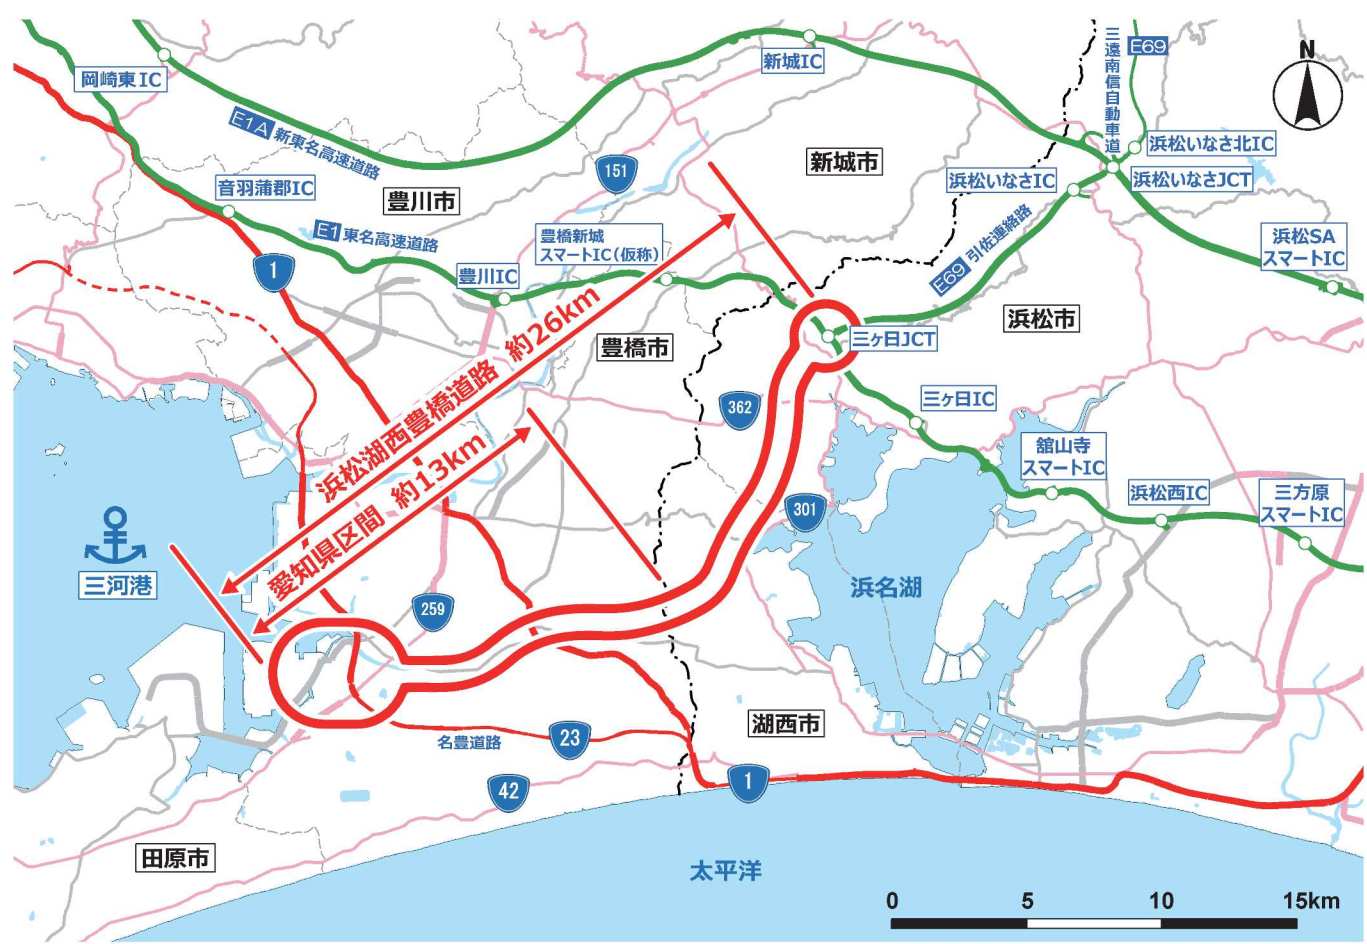 岡崎東IC
E1A 新東名高速道路
新城IC
三遠南信自動車道
E69
N
浜松いなさ北IC
浜松いなさJCT
浜松いなさIC
新城市
151
音羽蒲郡IC
豊川市
E1 東名高速道路
1
豊川IC
豊橋新城
スマートIC(仮称)
E69 引佐連絡路
浜松SA
スマートIC
浜松市
豊橋市
三ヶ日JCT
浜松湖西豊橋道路 約26km
愛知県区間 約13km
362
三ヶ日IC
舘山寺
スマートIC
浜松西IC
三方原
スマートIC
301
三河港
259
浜名湖
湖西市
名豊道路
23
42
1
田原市
太平洋
0 5 10 15km